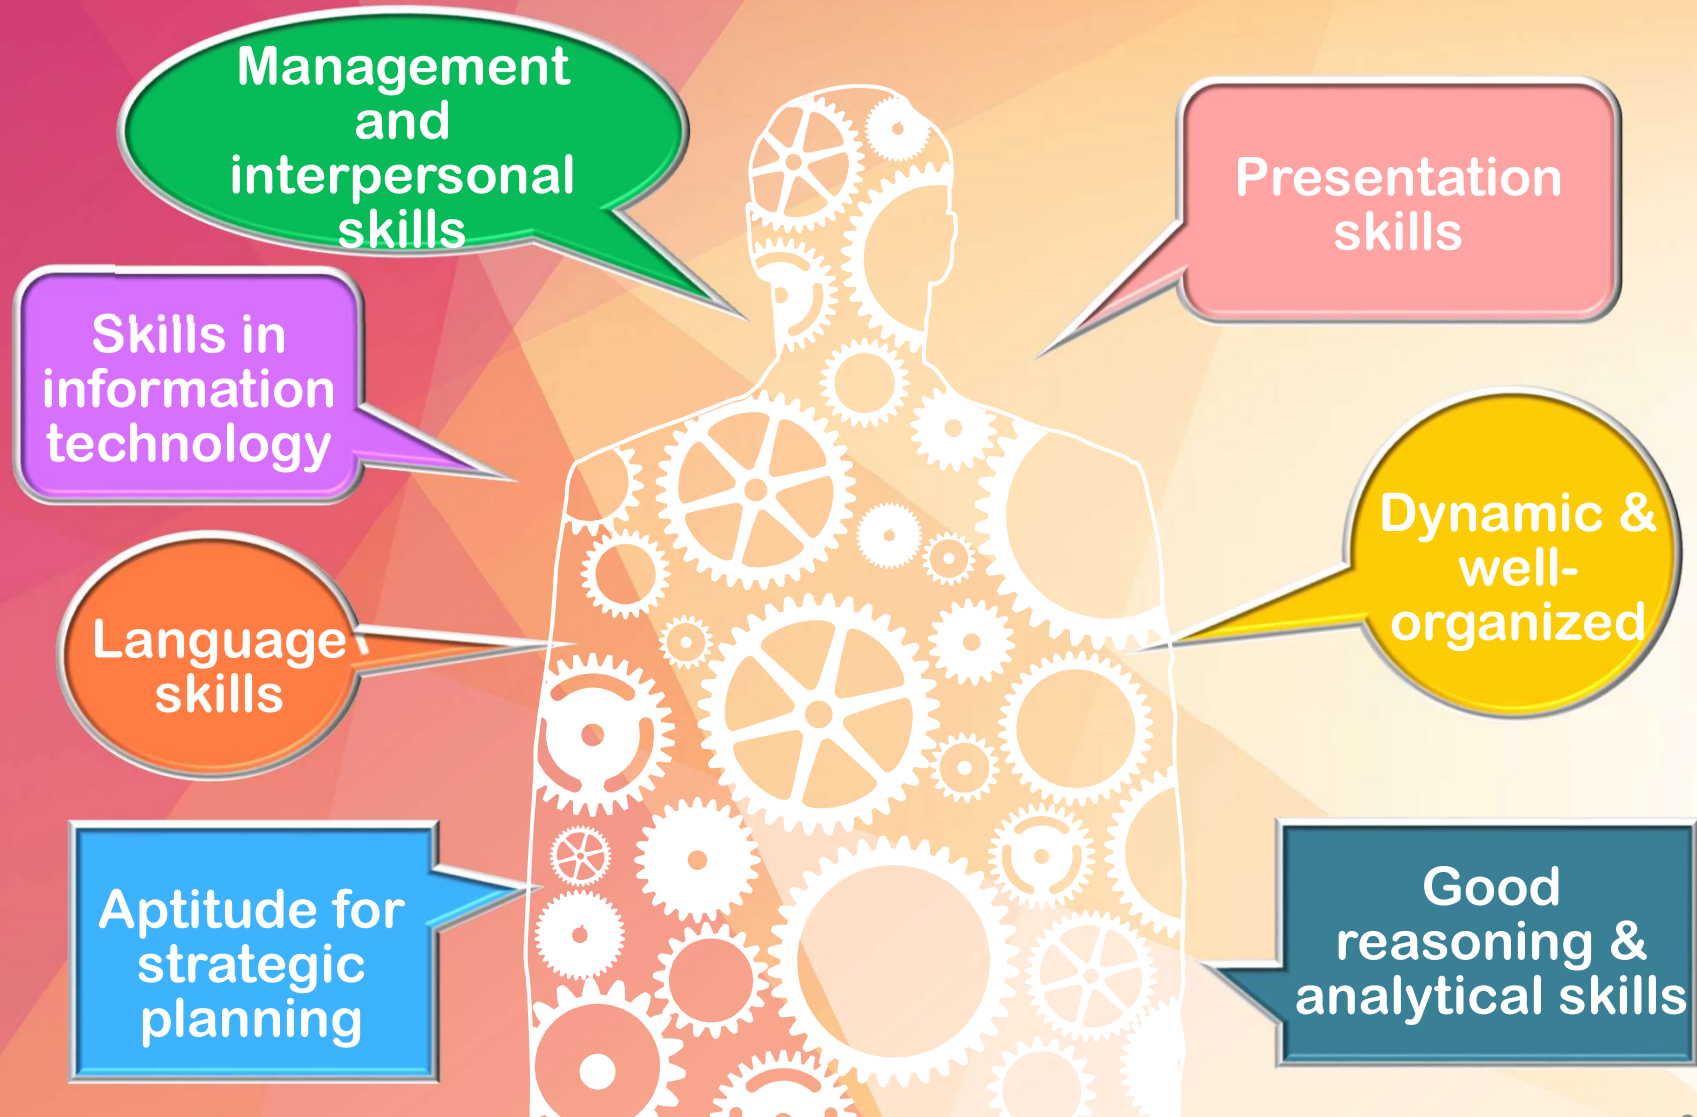 Management
and
interpersonal
skills
Presentation
skills
Skills in
information
technology
Dynamic &
well-
organized
Language
skills
Aptitude for
strategic
planning
Good
reasoning &
analytical skills